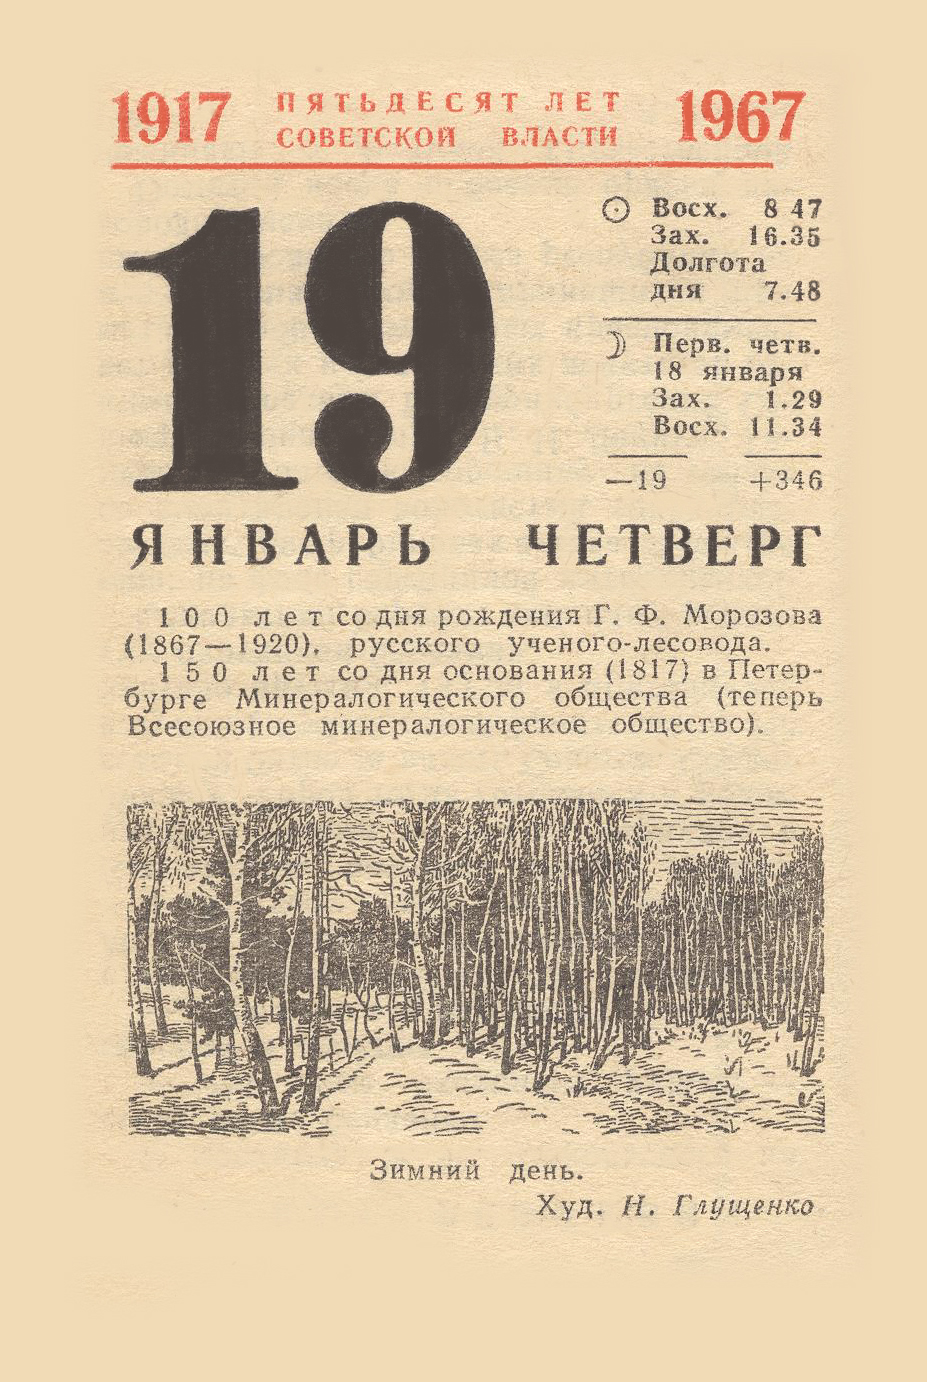 1917 ПЯТЬДЕСЯТ ЛЕТ 1967
СОВЕТСКОЙ ВЛАСТИ
19
Восх. 8 47
Зах. 16.35
Долгота
дня 7.48
Перв. четв.
18 января
Зах. 1.29
Восх. 11.34
—19 +346
ЯНВАРЬ ЧЕТВЕРГ
100 лет со дня рождения Г. Ф. Морозова
(1867—1920), русского ученого-лесовода.
150 лет со дня основания (1817) в Петер-
бурге Минералогического общества (теперь
Всесоюзное минералогическое общество).
Зимний день.
Худ. Н. Глущенко